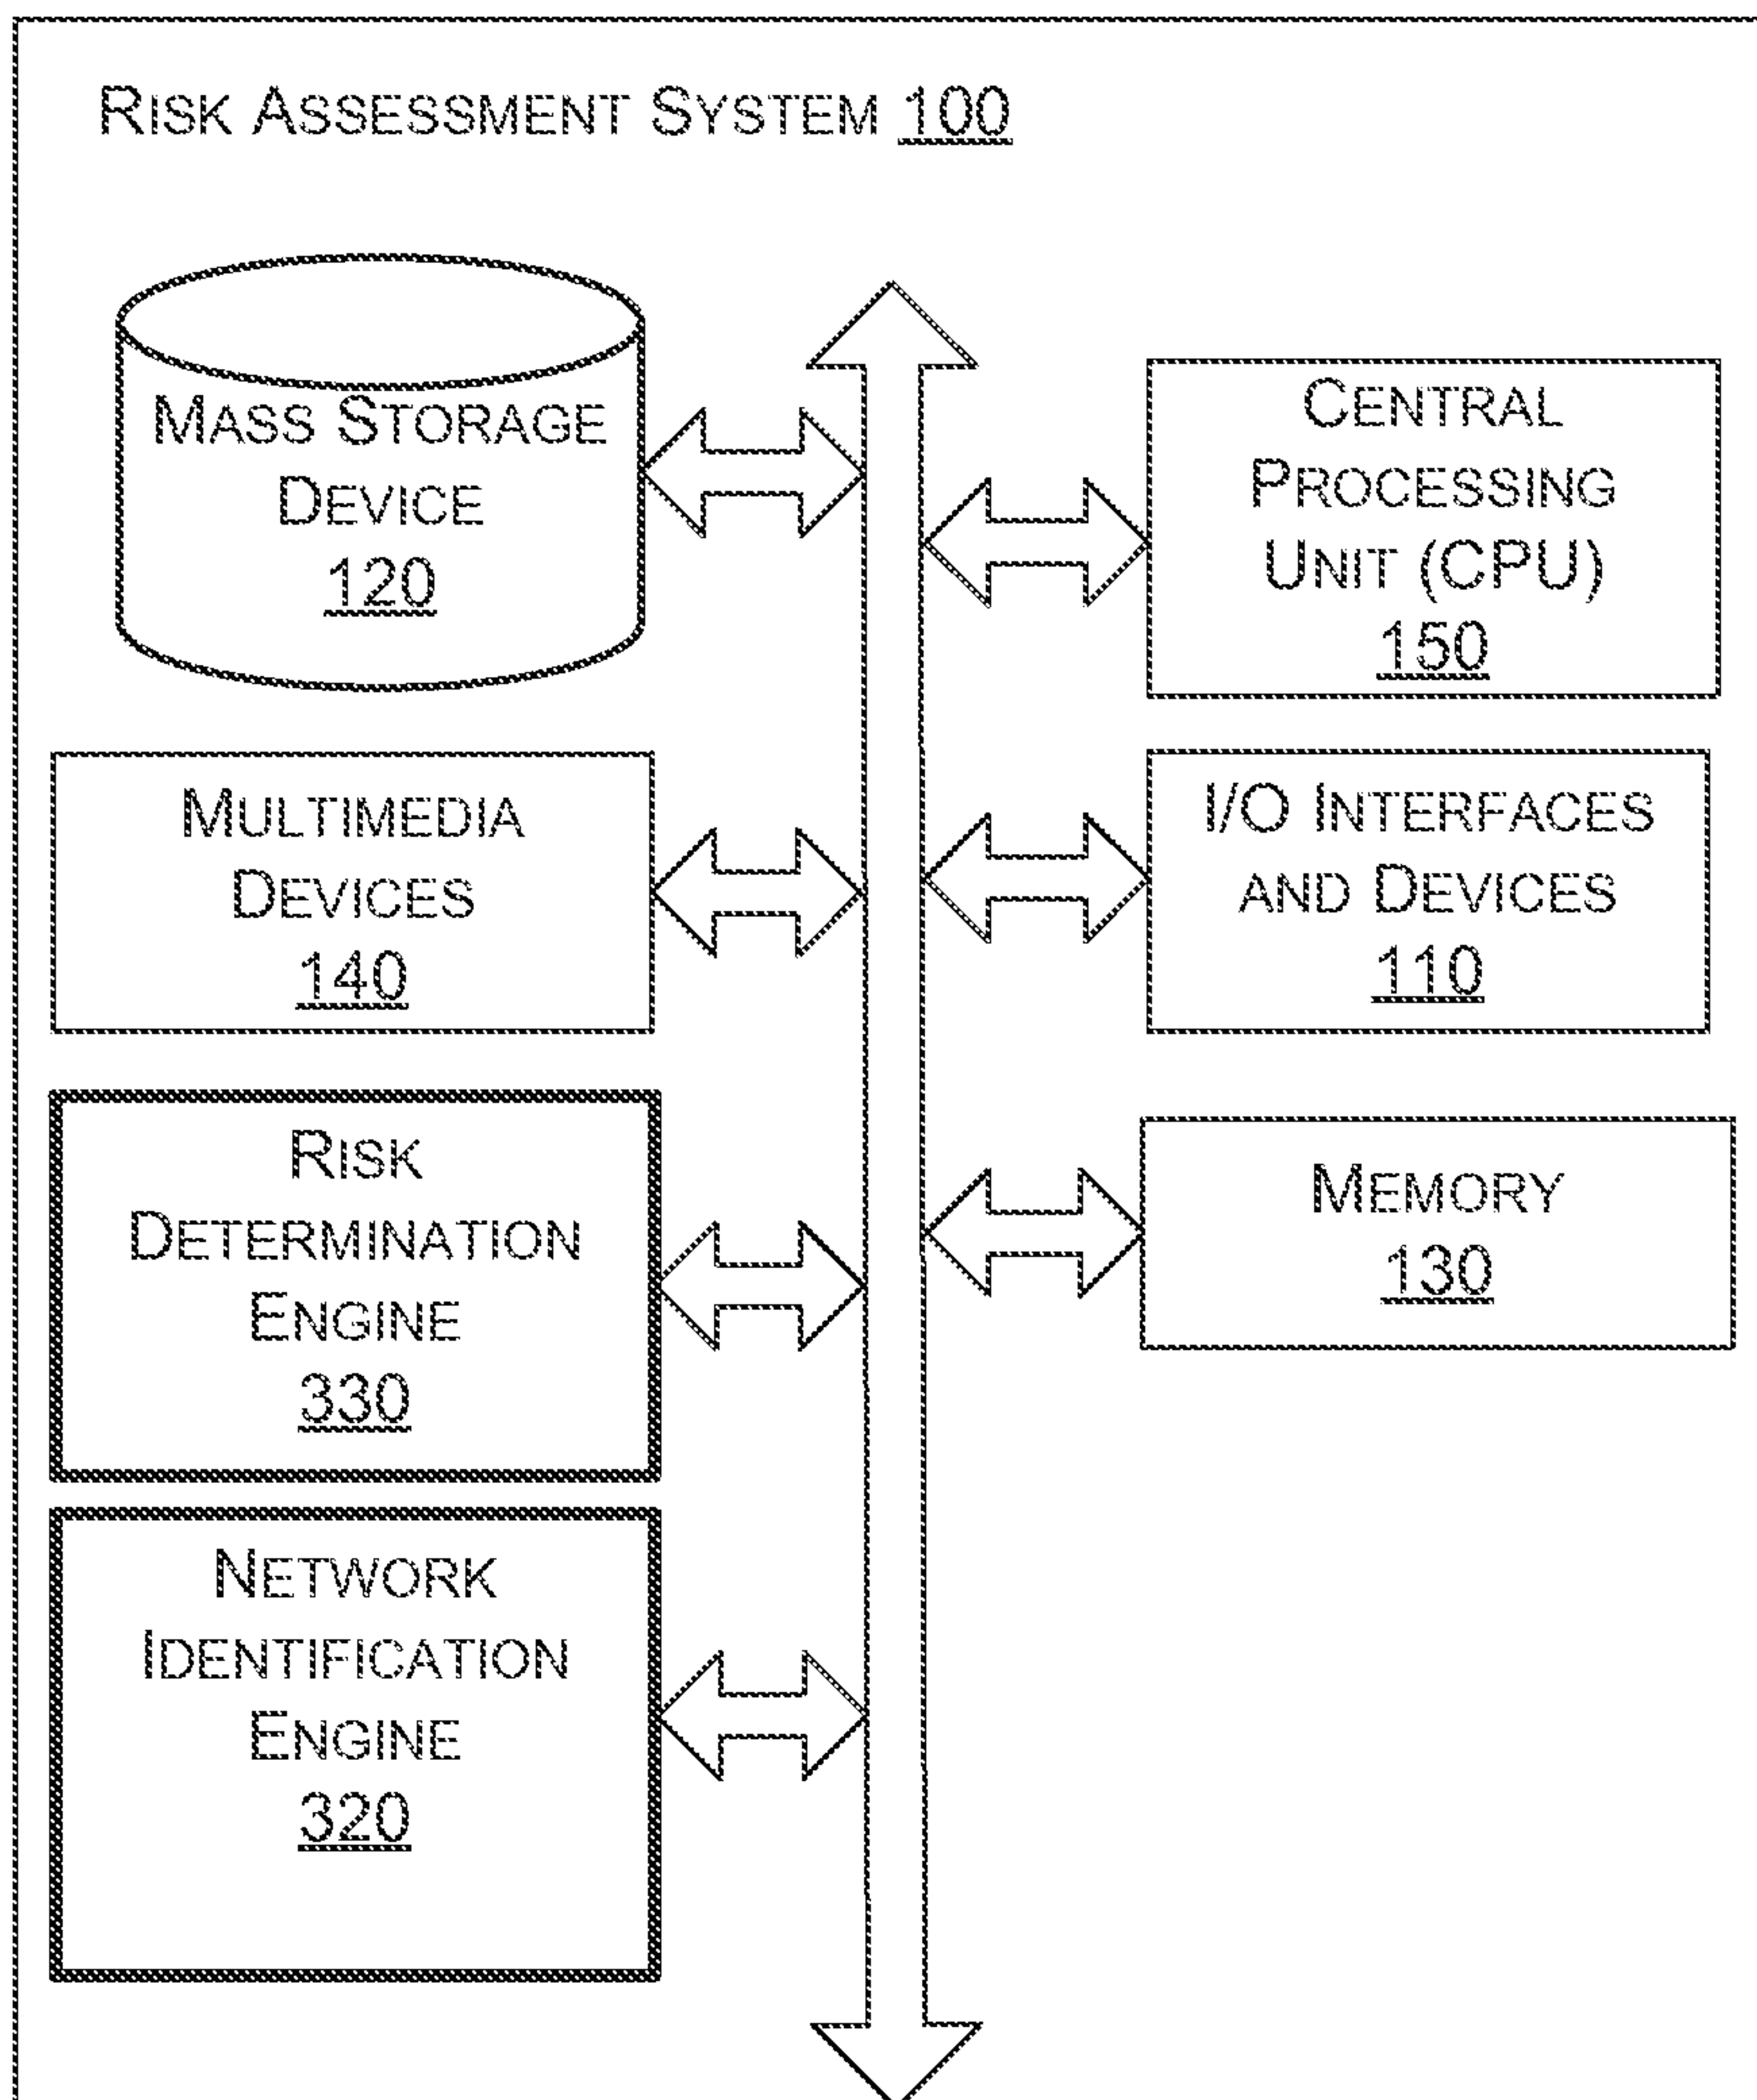 RISK ASSESSMENT SYSTEM 100
MASS STORAGE
DEVICE
120
CENTRAL
PROCESSING
UNIT (CPU)
150
MULTIMEDIA
DEVICES
140
I/O INTERFACES
AND DEVICES
110
RISK
DETERMINATION
ENGINE
330
MEMORY
130
NETWORK
IDENTIFICATION
ENGINE
320